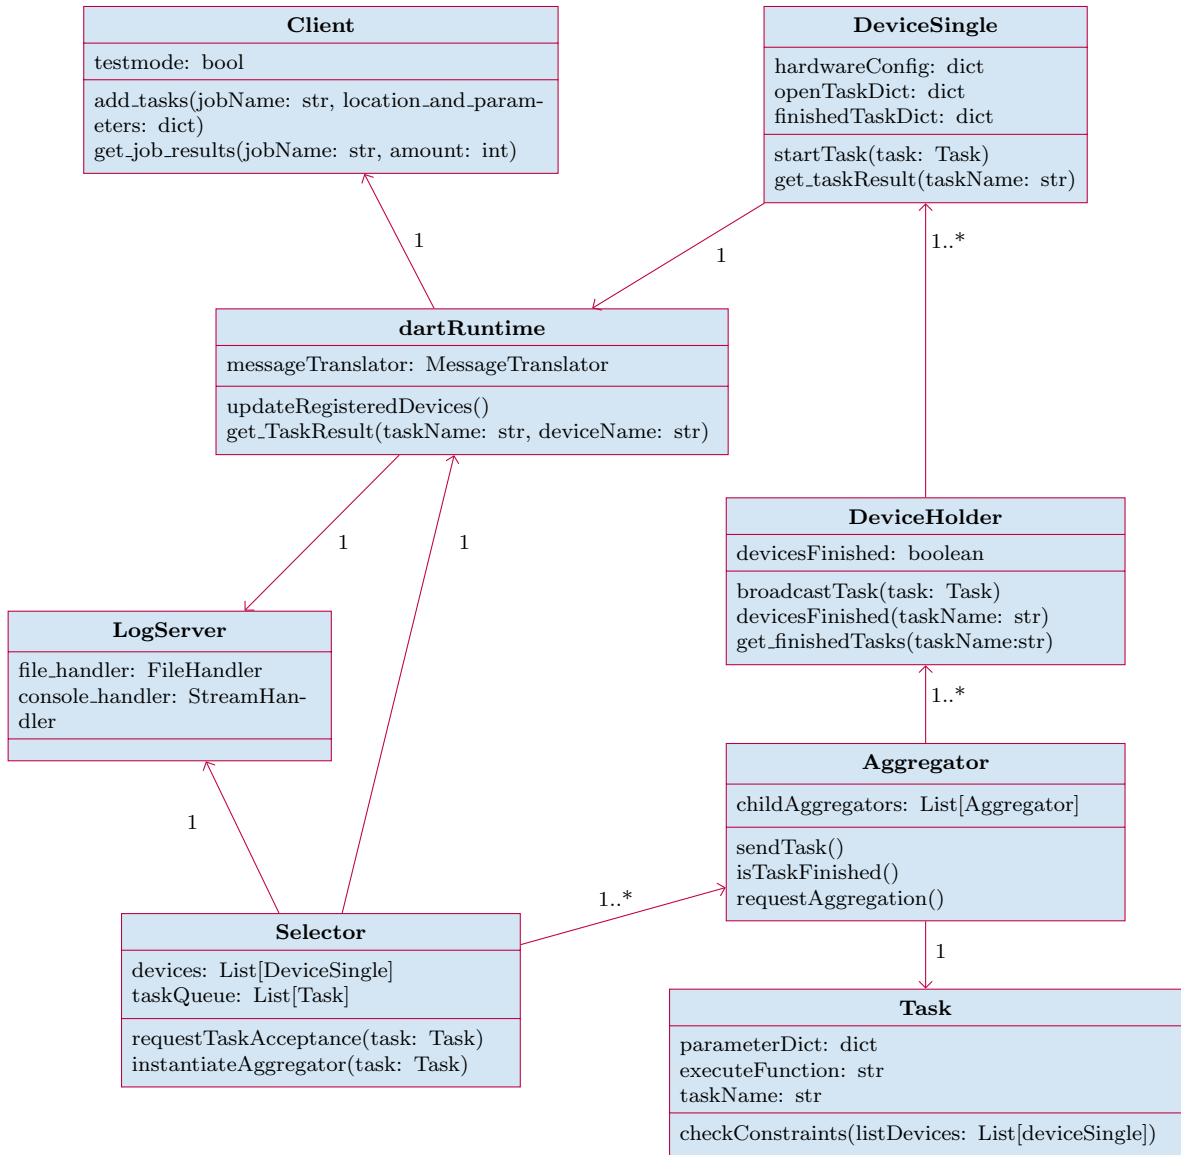 Client
testmode: bool
add_tasks(jobName: str, location_and_param-
eters: dict)
get_job_results(jobName: str, amount: int)
DeviceSingle
hardwareConfig: dict
openTaskDict: dict
finishedTaskDict: dict
startTask(task: Task)
get_taskResult(taskName: str)
1
1
1..*
dartRuntime
messageTranslator: MessageTranslator
updateRegisteredDevices()
get_TaskResult(taskName: str, deviceName: str)
1
1
DeviceHolder
devicesFinished: boolean
broadcastTask(task: Task)
devicesFinished(taskName: str)
get_finishedTasks(taskName:str)
LogServer
file_handler: FileHandler
console_handler: StreamHan-
dler
1..*
Aggregator
childAggregators: List[Aggregator]
sendTask()
isTaskFinished()
requestAggregation()
1
1..*
Selector
devices: List[DeviceSingle]
taskQueue: List[Task]
requestTaskAcceptance(task: Task)
instantiateAggregator(task: Task)
1
Task
parameterDict: dict
executeFunction: str
taskName: str
checkConstraints(listDevices: List[deviceSingle])